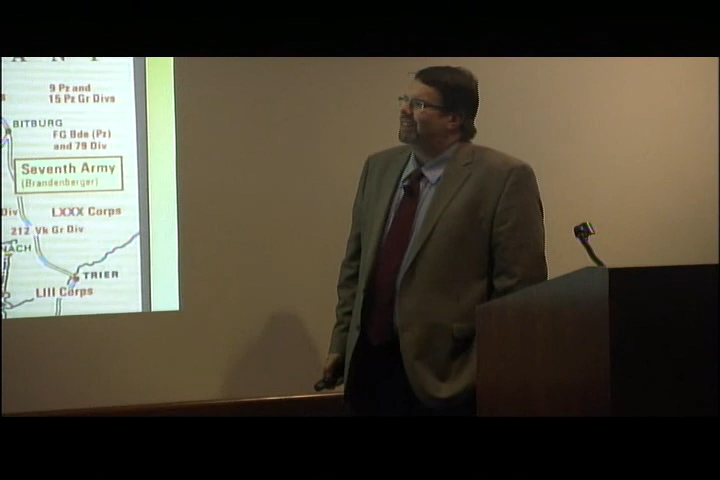 A N Y
9 Pz and
15 Pz Gr Divs
BITBURG
FG Bde (Pz)
and 79 Div
Seventh Army
(Brandenberger)
Div
LXXX Corps
212 Vk Gr Div
NACH
TRIER
LIII Corps